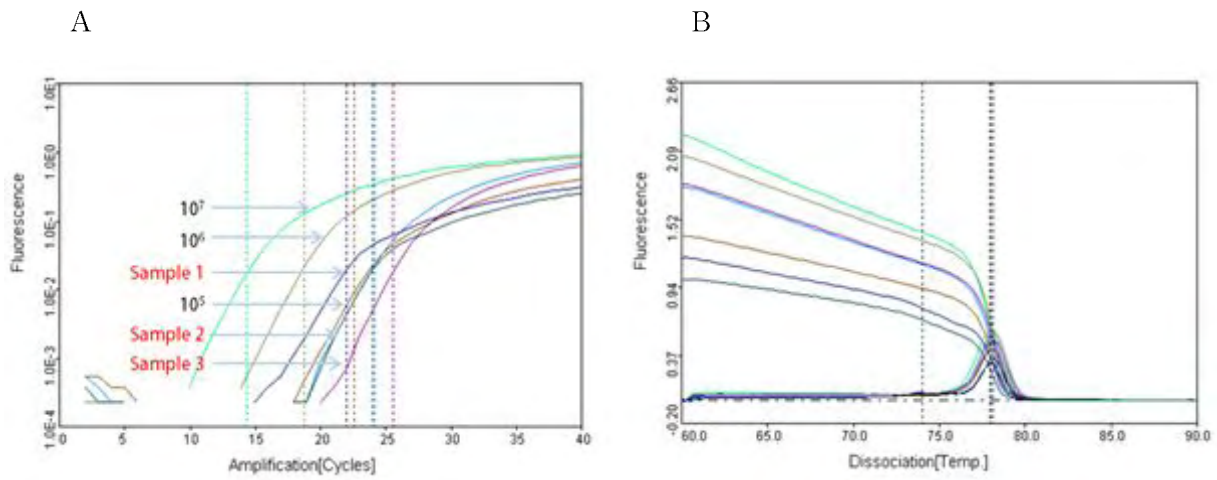 A
B
Fluorescence
1.0E1
1.0E0
1.0E-1
1.0E-2
1.0E-3
1.0E-4
10⁷
10⁶
Sample 1
10⁵
Sample 2
Sample 3
0 5 10 15 20 25 30 35 40
Amplification[Cycles]
Fluorescence
2.66
2.09
1.52
0.94
0.37
-0.20
60.0 65.0 70.0 75.0 80.0 85.0 90.0
Dissociation[Temp.]